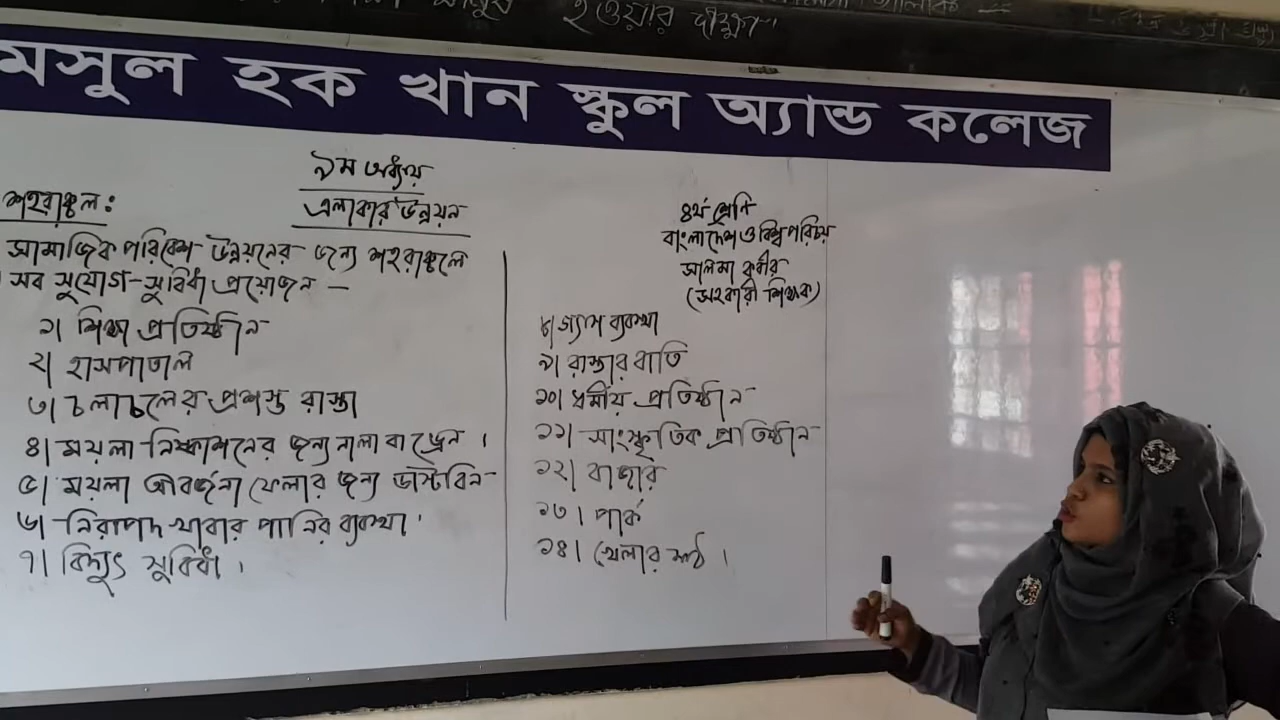 হওয়ার দীক্ষা
মসুল হক খান স্কুল অ্যান্ড কলেজ
৯ম অধ্যায়
এলাকার উন্নয়ন
৪র্থ শ্রেণি
বাংলাদেশ ও বিশ্বপরিচয়
সালমা কবীর
(সহকারী শিক্ষক)
শহরাঞ্চল:
সামাজিক পরিবেশ উন্নয়নের জন্য শহরাঞ্চলে
সব সুযোগ-সুবিধা প্রয়োজন -
১। শিক্ষা প্রতিষ্ঠান
২। হাসপাতাল
৩। চলাচলের প্রশস্ত রাস্তা
৪। ময়লা নিষ্কাশনের জন্য নালা বা ড্রেন।
৫। ময়লা আবর্জনা ফেলার জন্য ডাস্টবিন
৬। নিরাপদ খাবার পানির ব্যবস্থা
৭। বিদ্যুৎ সুবিধা।
৮। গ্যাস ব্যবস্থা
৯। রাস্তার বাতি
১০। ধর্মীয় প্রতিষ্ঠান
১১। সাংস্কৃতিক প্রতিষ্ঠান
১২। বাজার
১৩। পার্ক
১৪। খেলার মাঠ।